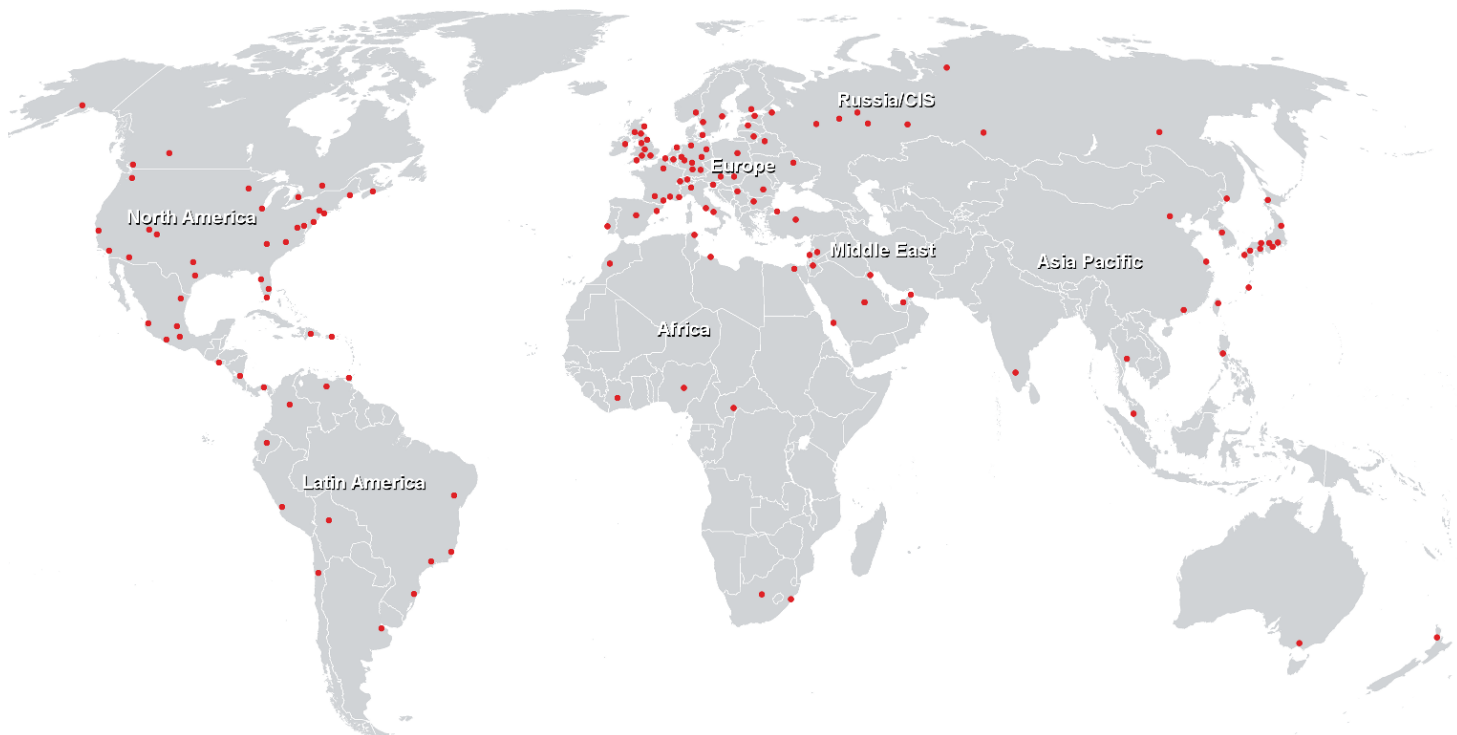 Russia/CIS
Europe
North America
Middle East
Asia Pacific
Africa
Latin America